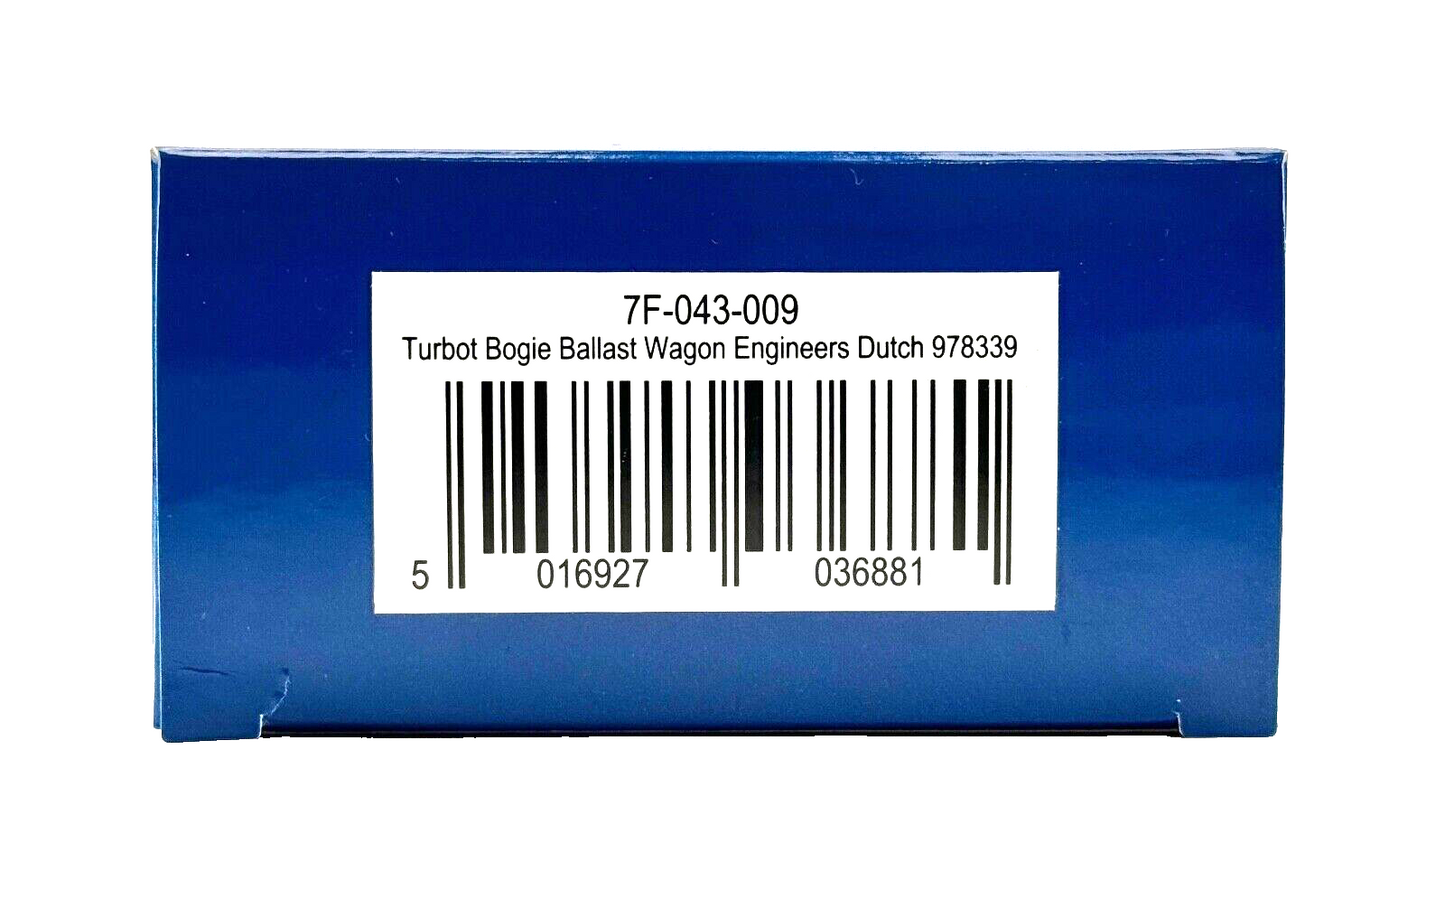 7F-043-009
Turbot Bogie Ballast Wagon Engineers Dutch 978339
5 016927 036881